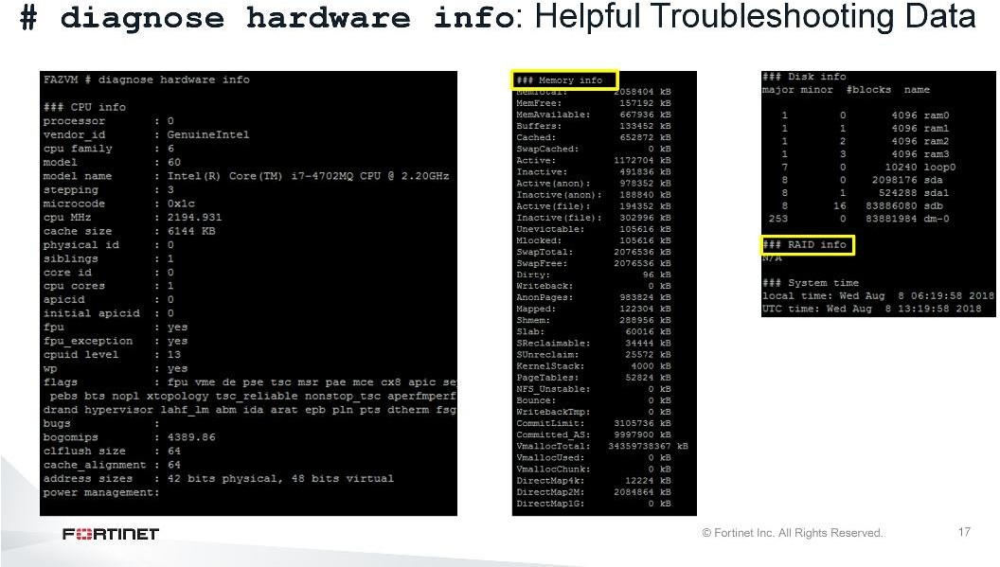 # diagnose hardware info: Helpful Troubleshooting Data
FAZVM # diagnose hardware info
### CPU info
processor : 0
vendor_id : GenuineIntel
cpu family : 6
model : 60
model name : Intel(R) Core(TM) i7-4702MQ CPU @ 2.20GHz
stepping : 3
microcode : 0x1c
cpu MHz : 2194.931
cache size : 6144 KB
physical id : 0
siblings : 1
core id : 0
cpu cores : 1
apicid : 0
initial apicid : 0
fpu : yes
fpu_exception : yes
cpuid level : 13
wp : yes
flags : fpu vme de pse tsc msr pae mce cx8 apic se
pebs bts nopl xtopology tsc_reliable nonstop_tsc aperfmperf
drand hypervisor lahf_lm abm ida arat epb pln pts dtherm fsg
bugs :
bogomips : 4389.86
clflush size : 64
cache_alignment : 64
address sizes : 42 bits physical, 48 bits virtual
power management:
### Memory info
MemTotal: 2058404 kB
MemFree: 157192 kB
MemAvailable: 667936 kB
Buffers: 133452 kB
Cached: 652872 kB
SwapCached: 0 kB
Active: 1172704 kB
Inactive: 491836 kB
Active(anon): 978352 kB
Inactive(anon): 188840 kB
Active(file): 194352 kB
Inactive(file): 302996 kB
Unevictable: 105616 kB
Mlocked: 105616 kB
SwapTotal: 2076536 kB
SwapFree: 2076536 kB
Dirty: 96 kB
Writeback: 0 kB
AnonPages: 983824 kB
Mapped: 122304 kB
Shmem: 288956 kB
Slab: 60016 kB
SReclaimable: 34444 kB
SUnreclaim: 25572 kB
KernelStack: 4000 kB
PageTables: 52824 kB
NFS_Unstable: 0 kB
Bounce: 0 kB
WritebackTmp: 0 kB
CommitLimit: 3105736 kB
Committed_AS: 9997900 kB
VmallocTotal: 34359738367 kB
VmallocUsed: 0 kB
VmallocChunk: 0 kB
DirectMap4k: 12224 kB
DirectMap2M: 2084864 kB
DirectMap1G: 0 kB
### Disk info
major minor #blocks name
1 0 4096 ram0
1 1 4096 ram1
1 2 4096 ram2
1 3 4096 ram3
7 0 10240 loop0
8 0 2098176 sda
8 1 524288 sda1
8 16 83886080 sdb
253 0 83881984 dm-0
### RAID info
N/A
### System time
local time: Wed Aug 8 06:19:58 2018
UTC time: Wed Aug 8 13:19:58 2018
FORTINET
© Fortinet Inc. All Rights Reserved.
17